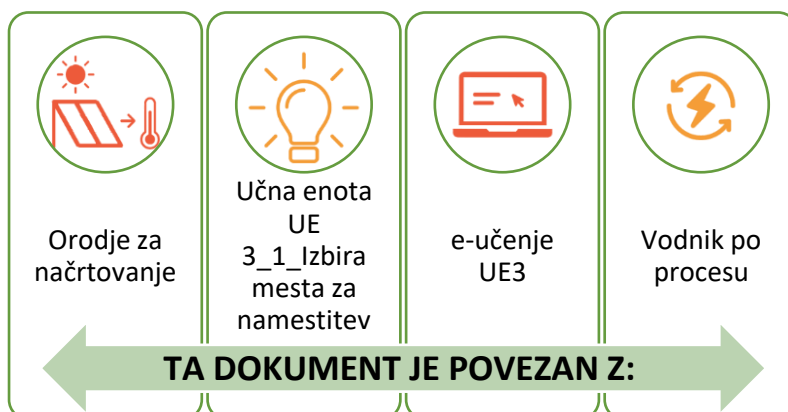 Orodje za
načrtovanje
Učna enota
UE
3_1_Izbira
mesta za
namestitev
e-učenje
UE3
Vodnik po
procesu
TA DOKUMENT JE POVEZAN Z: